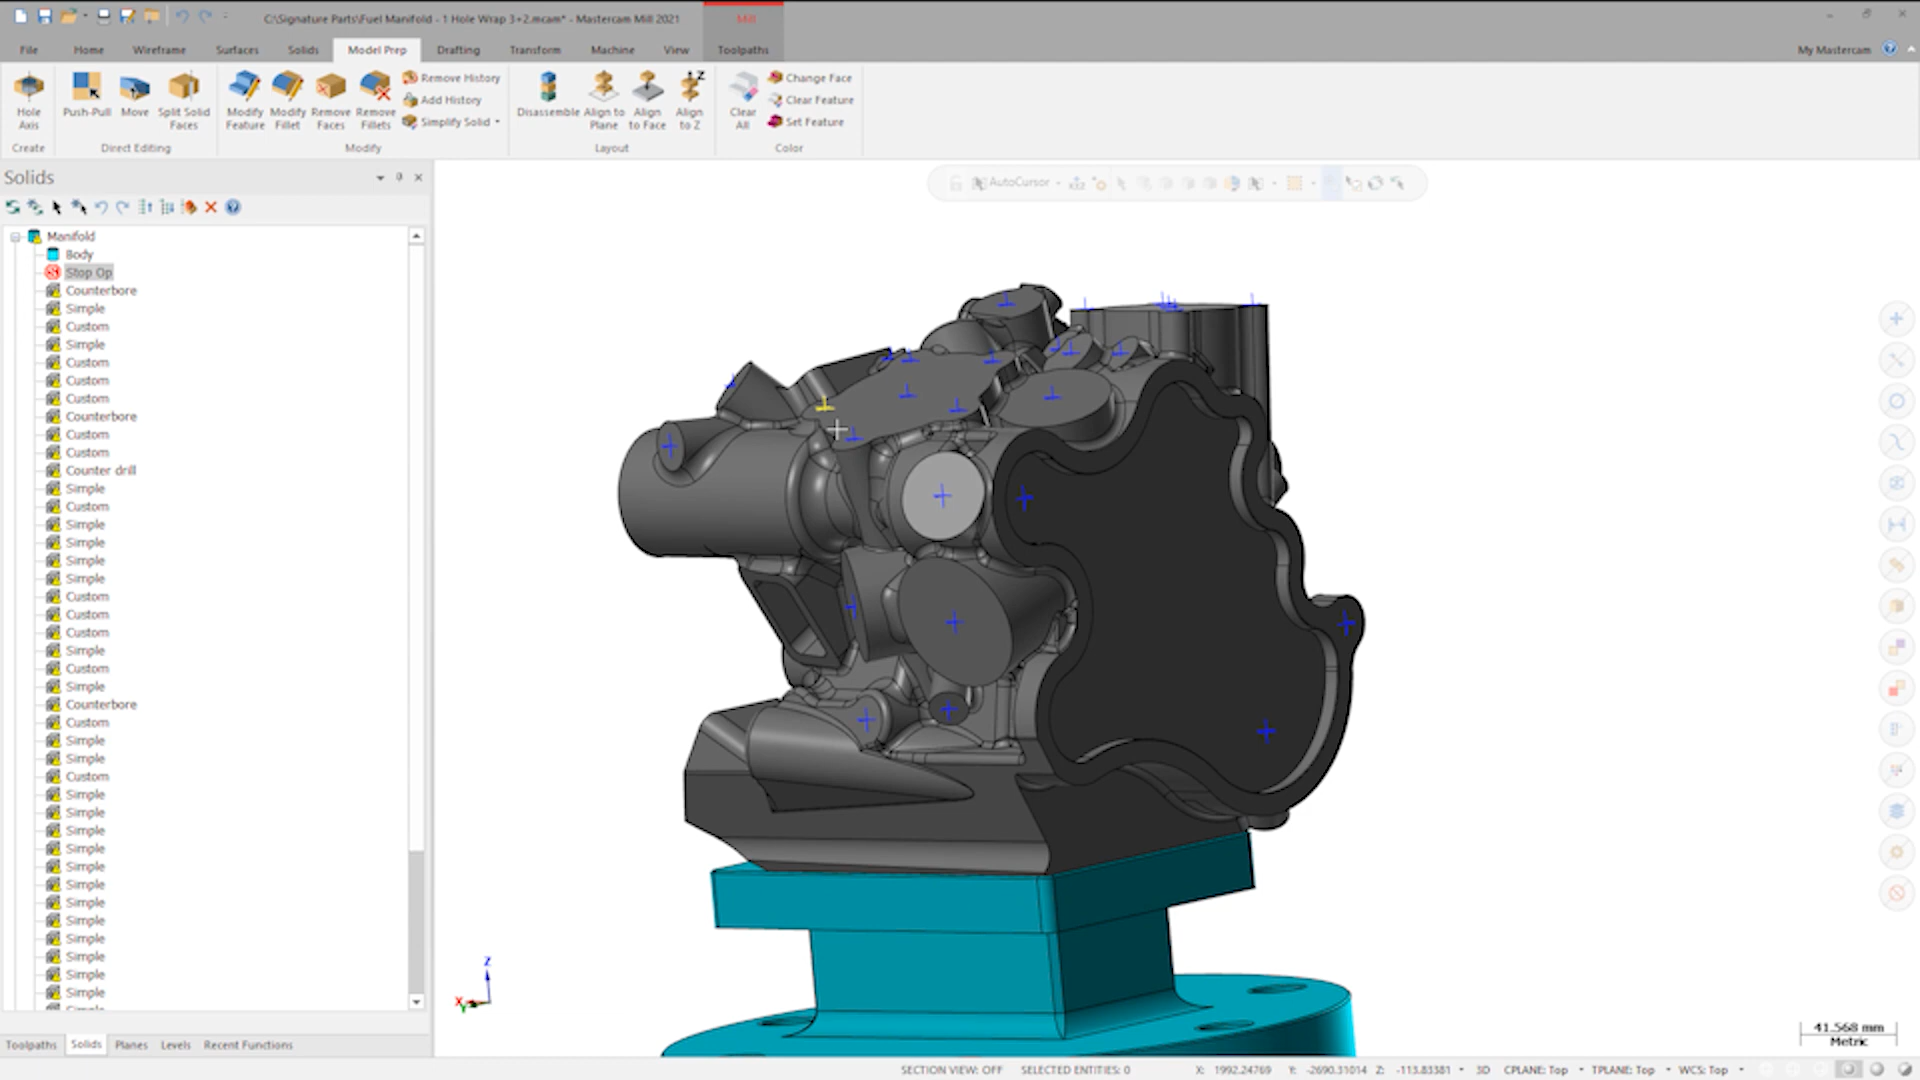 C:\Signature Parts\Fuel Manifold - 1 Hole Wrap 3+2.mcam* - Mastercam Mill 2021
Mill
File Home Wireframe Surfaces Solids Model Prep Drafting Transform Machine View Toolpaths
My Mastercam
Hole Axis
Push-Pull
Move
Split Solid Faces
Modify Feature
Modify Fillet
Remove Faces
Remove Fillets
Remove History
Add History
Simplify Solid
Disassemble
Align to Plane
Align to Face
Align to Z
Clear All
Change Face
Clear Feature
Set Feature
Create Direct Editing Modify Layout Color
Solids
AutoCursor
Manifold
Body
Stop Op
Counterbore
Simple
Custom
Simple
Custom
Custom
Custom
Counterbore
Custom
Custom
Counter drill
Simple
Custom
Simple
Simple
Simple
Simple
Custom
Custom
Custom
Simple
Custom
Simple
Counterbore
Custom
Simple
Simple
Custom
Simple
Simple
Simple
Simple
Simple
Simple
Simple
Simple
Simple
Simple
Simple
Simple
Simple
Z
X
Y
41.568 mm
Metric
Toolpaths Solids Planes Levels Recent Functions
SECTION VIEW: OFF SELECTED ENTITIES: 0 X: 1992.24769 Y: -2690.31014 Z: -113.83381 3D CPLANE: Top TPLANE: Top WCS: Top